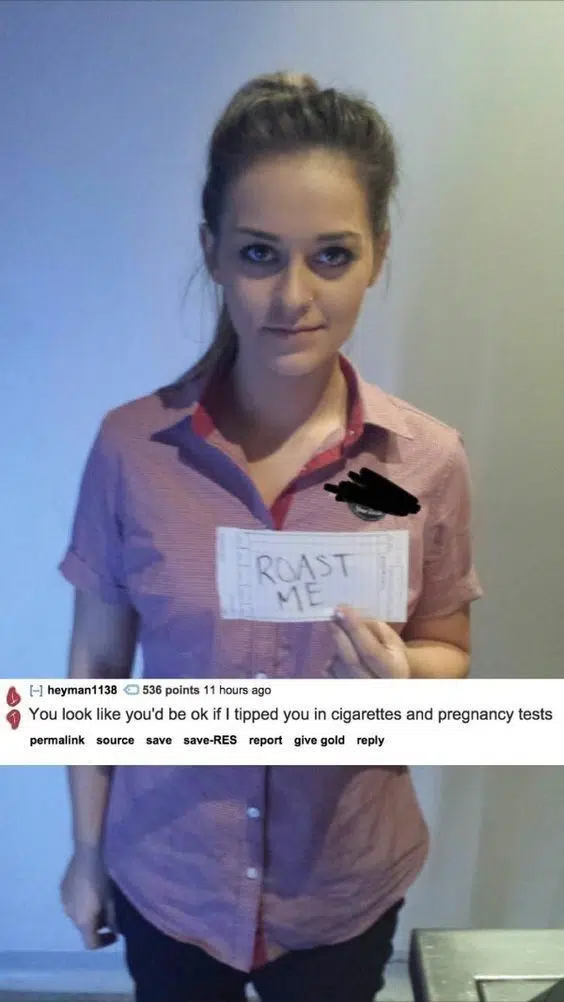 ROAST
ME
[-] heyman1138 536 points 11 hours ago
You look like you'd be ok if I tipped you in cigarettes and pregnancy tests
permalink source save save-RES report give gold reply